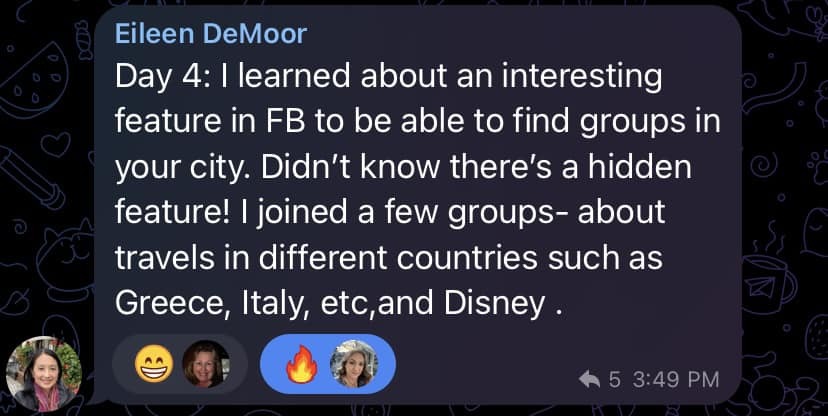 Eileen DeMoor
Day 4: I learned about an interesting
feature in FB to be able to find groups in
your city. Didn’t know there’s a hidden
feature! I joined a few groups- about
travels in different countries such as
Greece, Italy, etc,and Disney .
5 3:49 PM